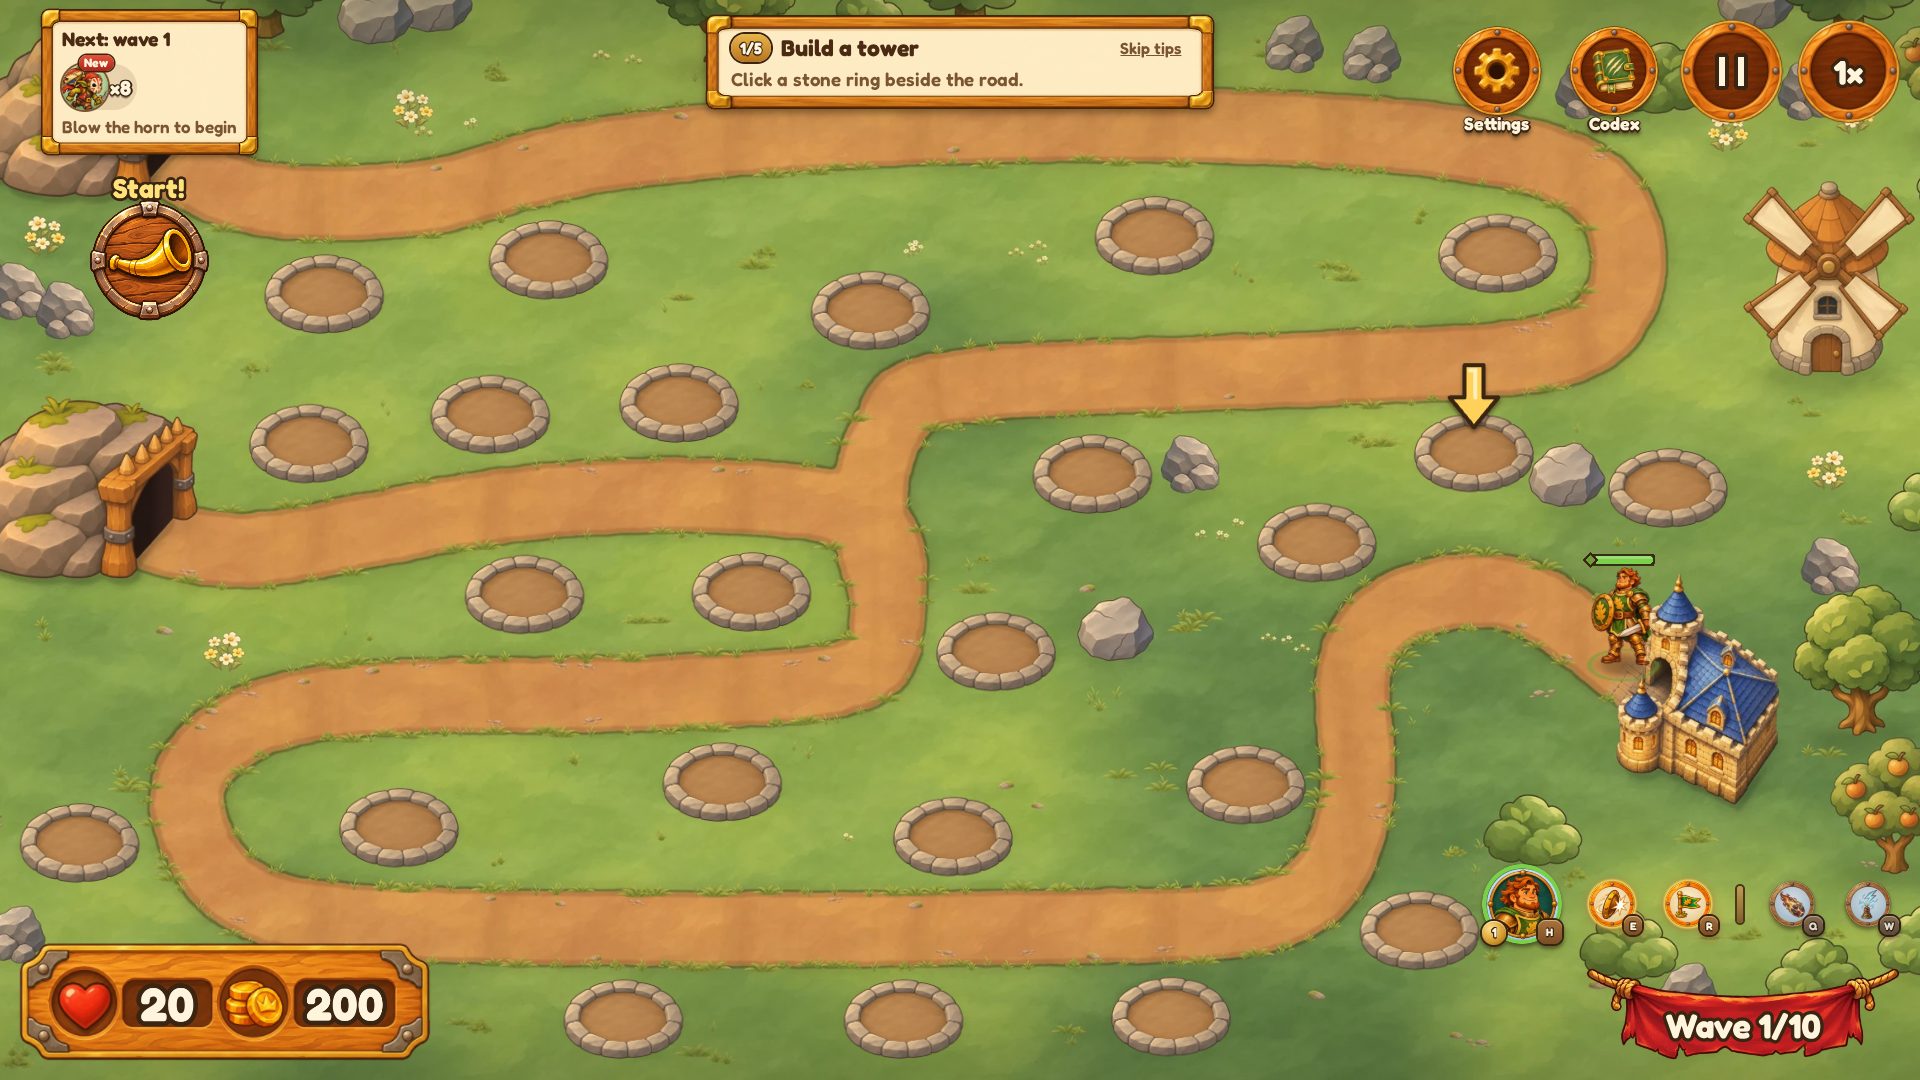 Next: wave 1
New
x8
Blow the horn to begin
Start!
1/5 Build a tower
Skip tips
Click a stone ring beside the road.
Settings
Codex
1x
1
H
E
R
Q
W
20
200
Wave 1/10